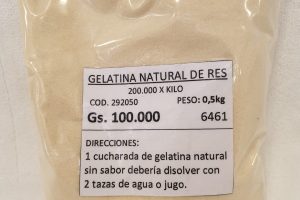 GELATINA NATURAL DE RES
200.000 X KILO
COD. 292050 PESO: 0,5kg
Gs. 100.000 6461
DIRECCIONES:
1 cucharada de gelatina natural
sin sabor debería disolver con
2 tazas de agua o jugo.